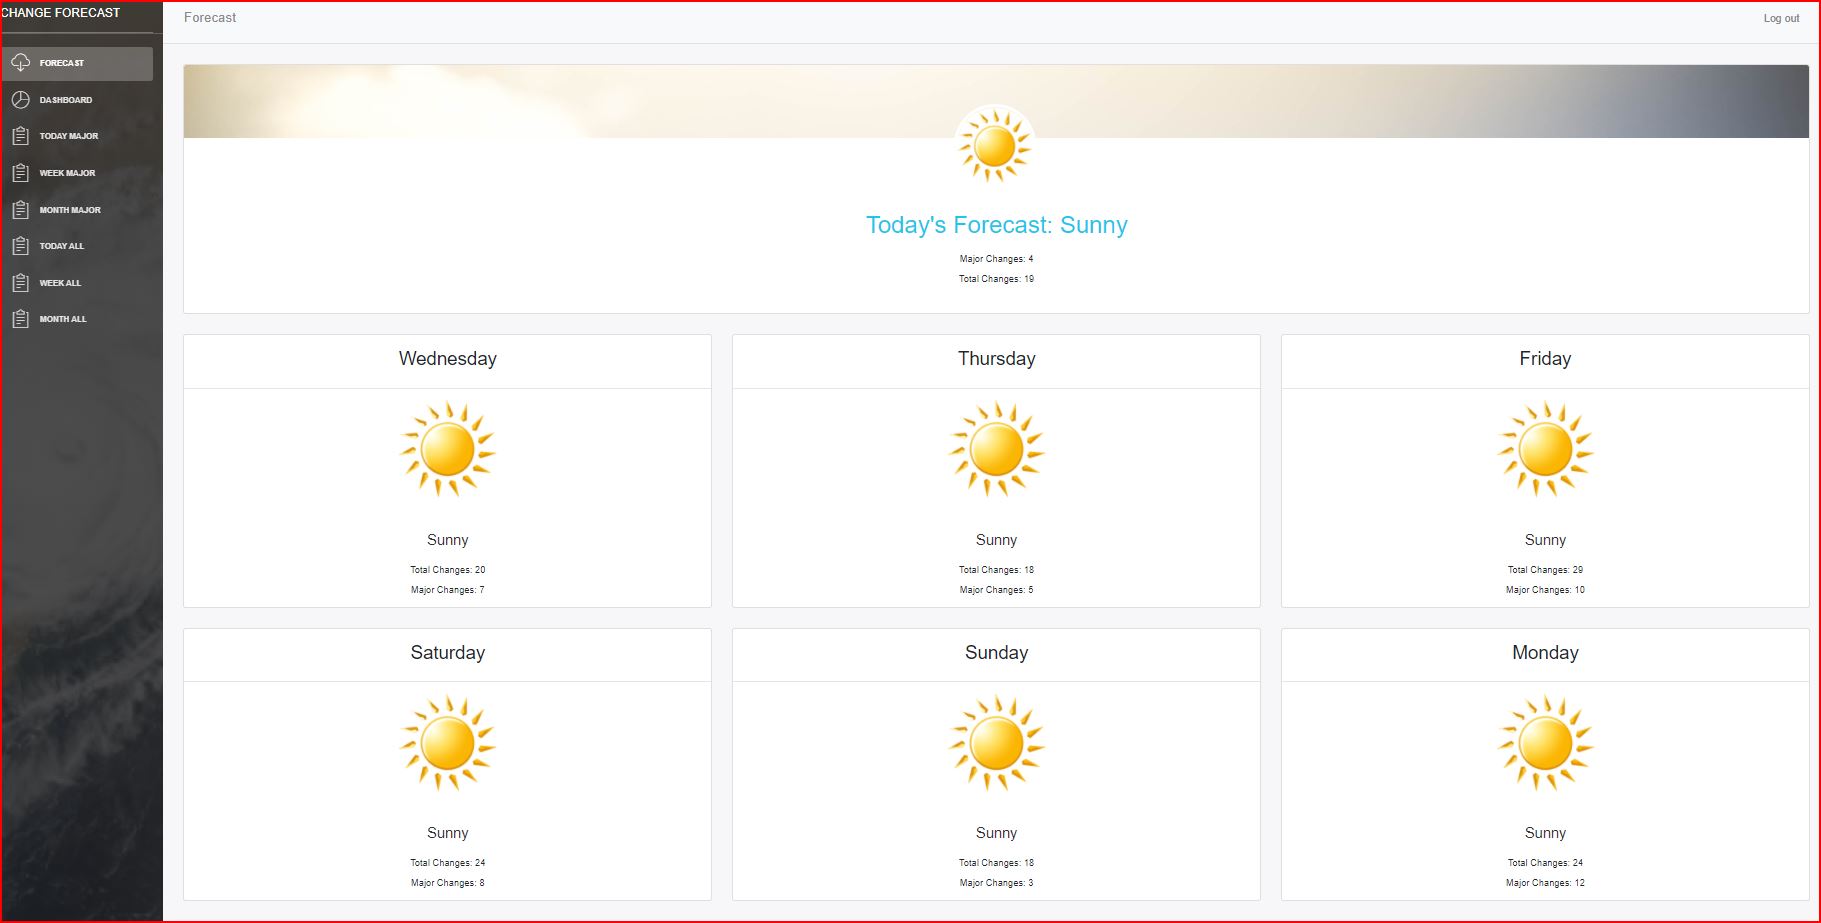 CHANGE FORECAST
FORECAST
DASHBOARD
TODAY MAJOR
WEEK MAJOR
MONTH MAJOR
TODAY ALL
WEEK ALL
MONTH ALL
Forecast
Log out
Today's Forecast: Sunny
Major Changes: 4
Total Changes: 19
Wednesday
Sunny
Total Changes: 20
Major Changes: 7
Thursday
Sunny
Total Changes: 18
Major Changes: 5
Friday
Sunny
Total Changes: 29
Major Changes: 10
Saturday
Sunny
Total Changes: 24
Major Changes: 8
Sunday
Sunny
Total Changes: 18
Major Changes: 3
Monday
Sunny
Total Changes: 24
Major Changes: 12